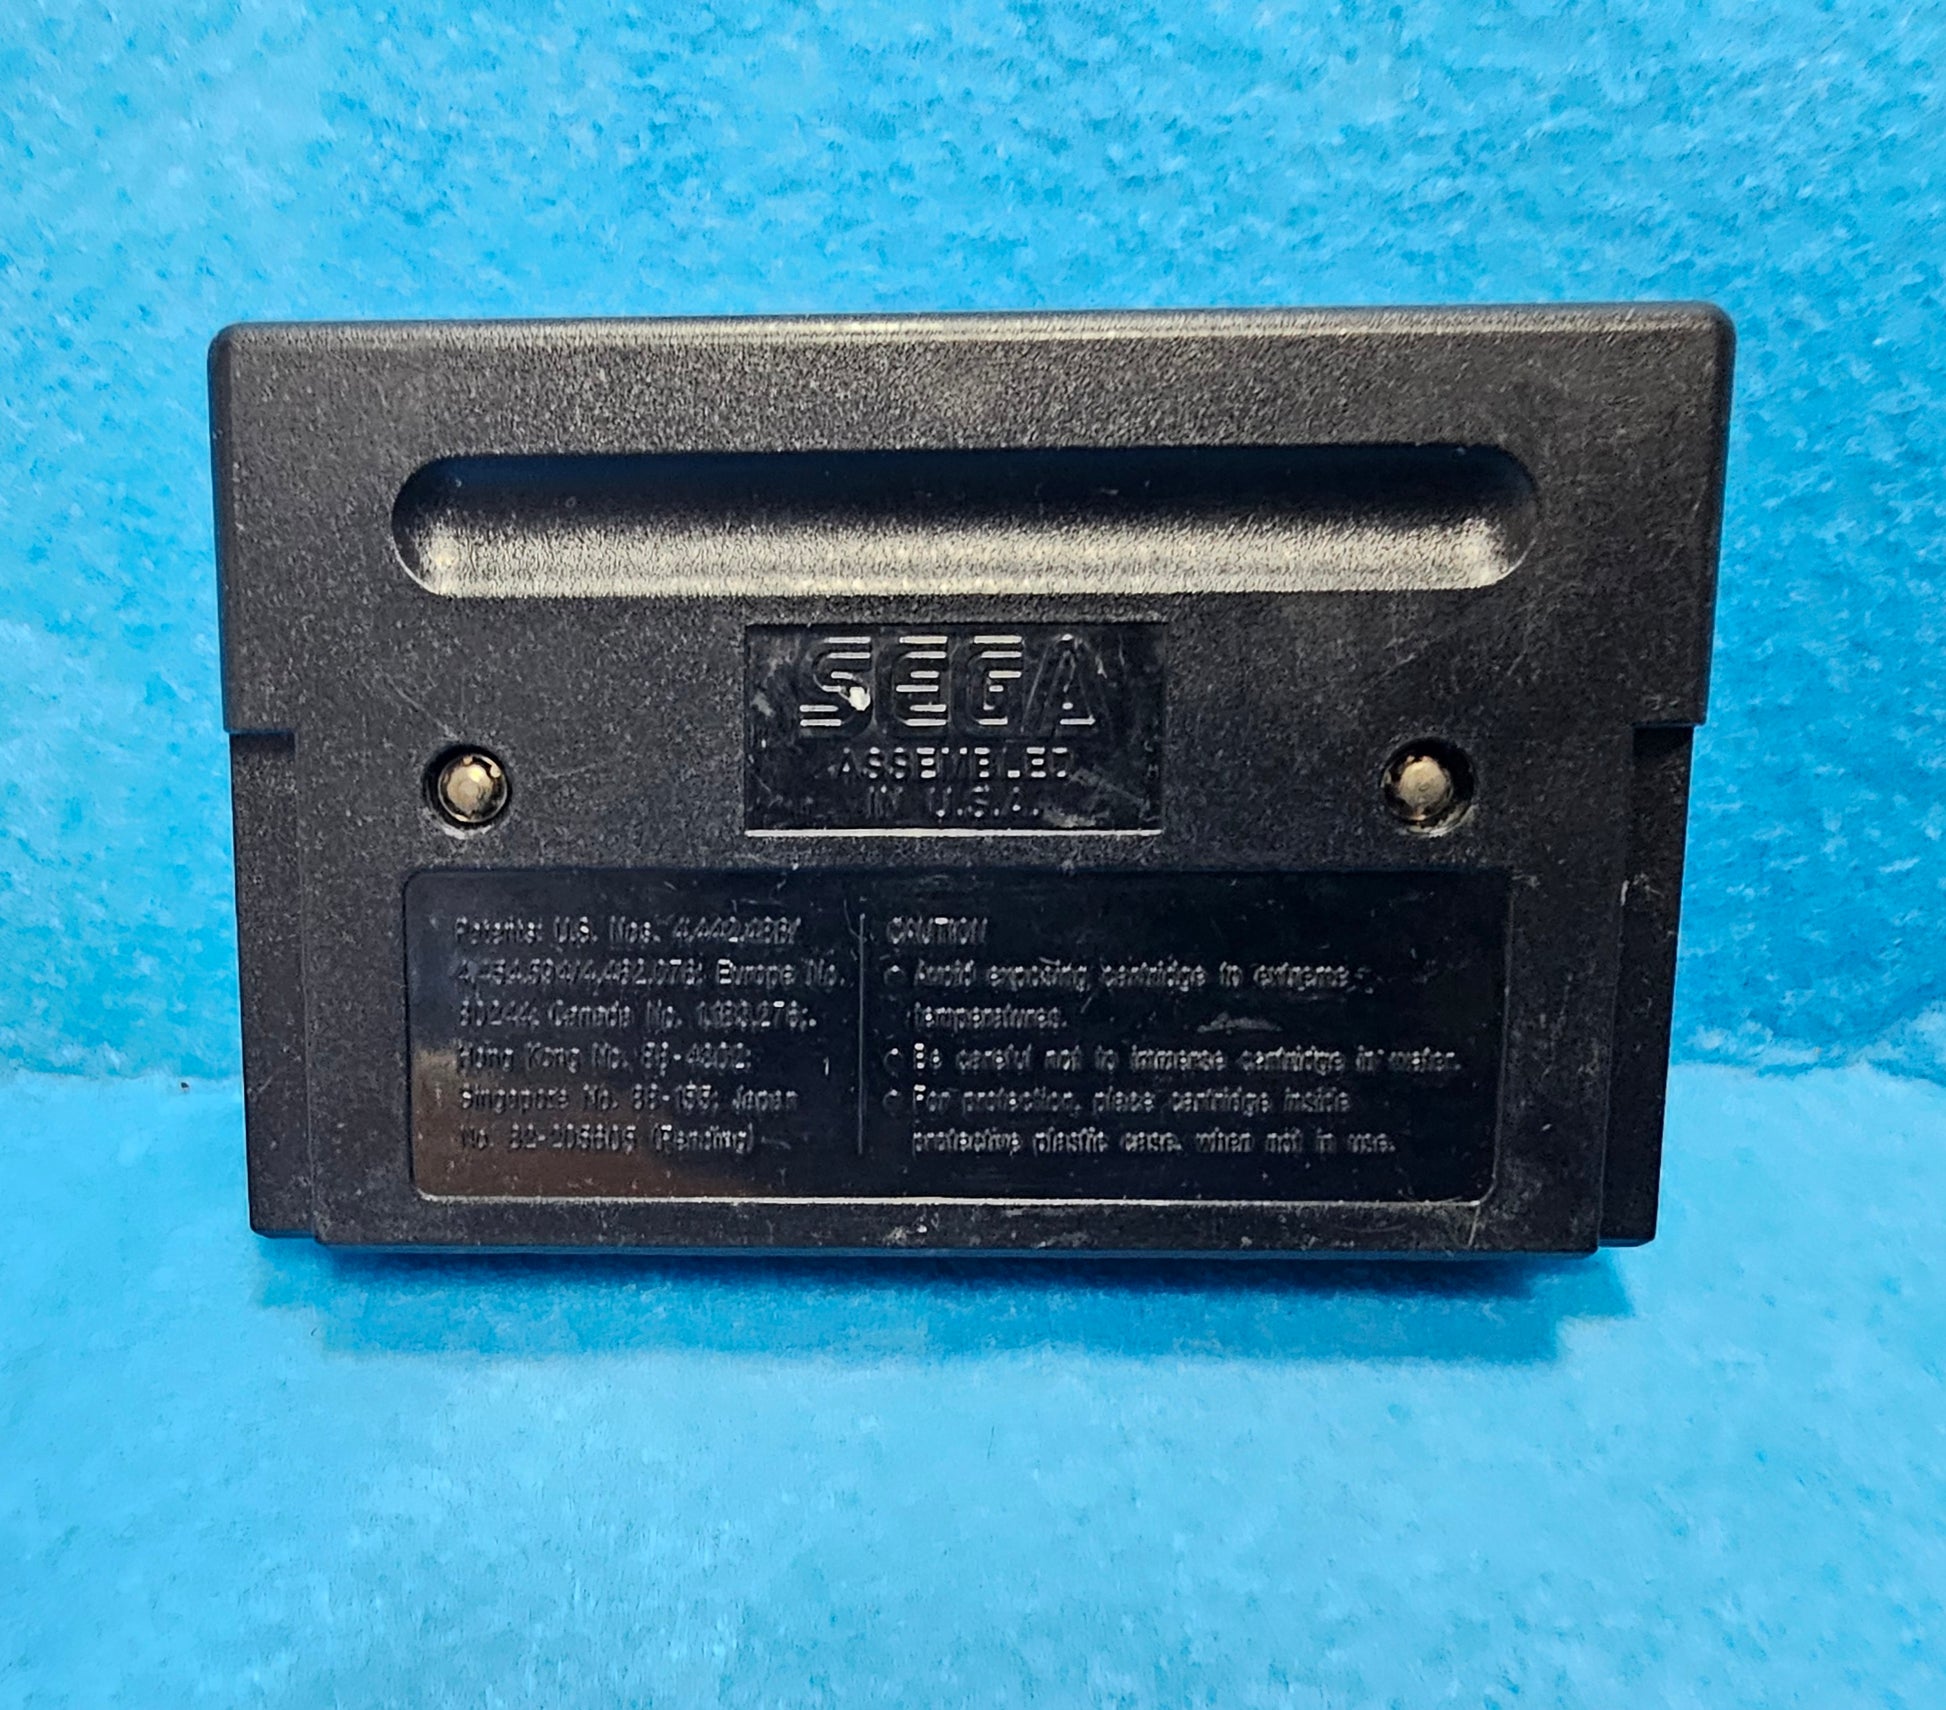 SEGA
ASSEMBLED
IN U.S.A.
Patents: U.S. Nos. 4,442,486/
4,454,594/4,462,076; Europe No.
80244; Canada No. 1,183,276;
Hong Kong No. 88-4302;
Singapore No. 88-155; Japan
No. 82-205605 (Pending)
CAUTION
Avoid exposing cartridge to extreme
temperatures.
Be careful not to immerse cartridge in water.
For protection, place cartridge inside
protective plastic case, when not in use.